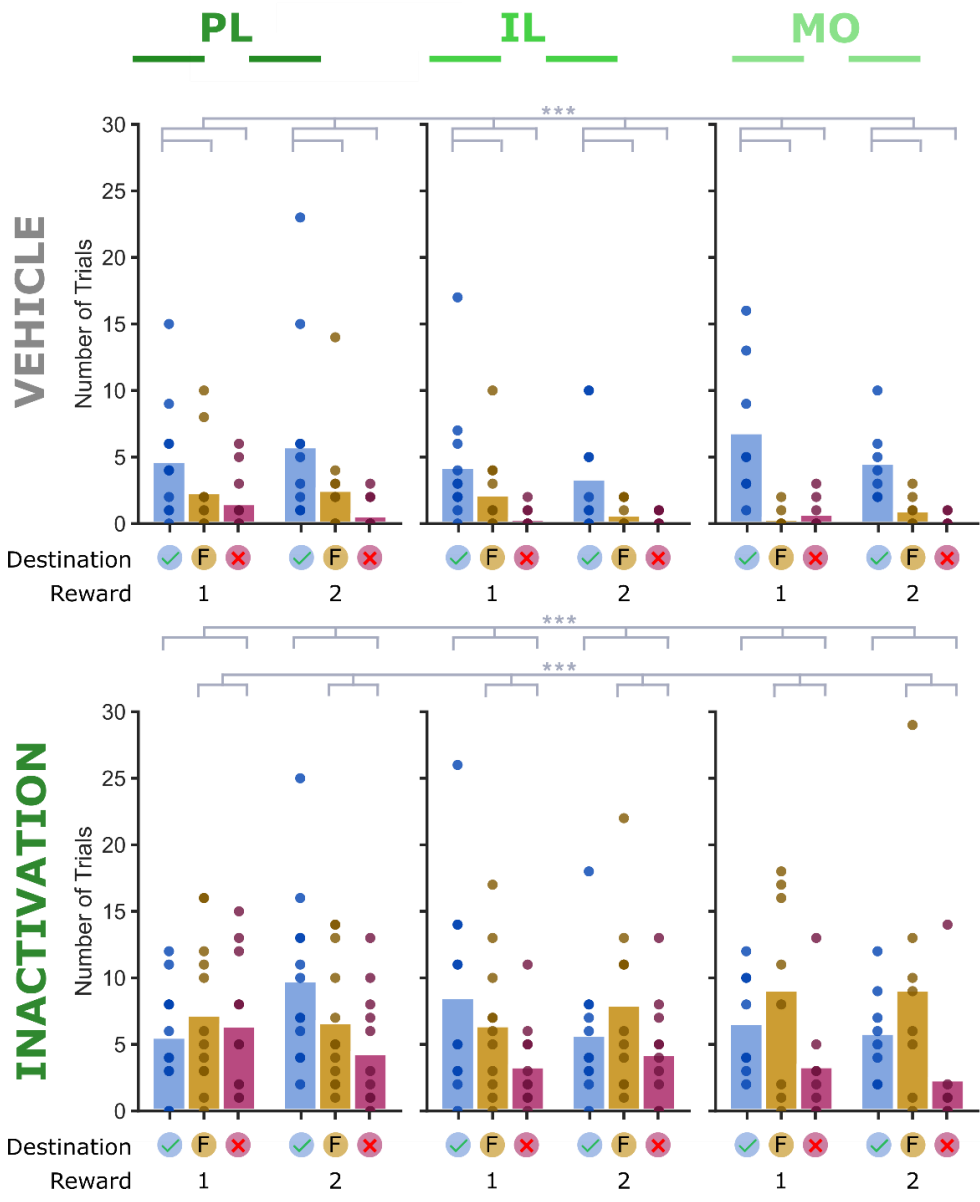 PL IL MO
***
VEHICLE
Number of Trials
30
25
20
15
10
5
0
Destination F F F F F F
Reward 1 2 1 2 1 2
***
***
INACTIVATION
Number of Trials
30
25
20
15
10
5
0
Destination F F F F F F
Reward 1 2 1 2 1 2